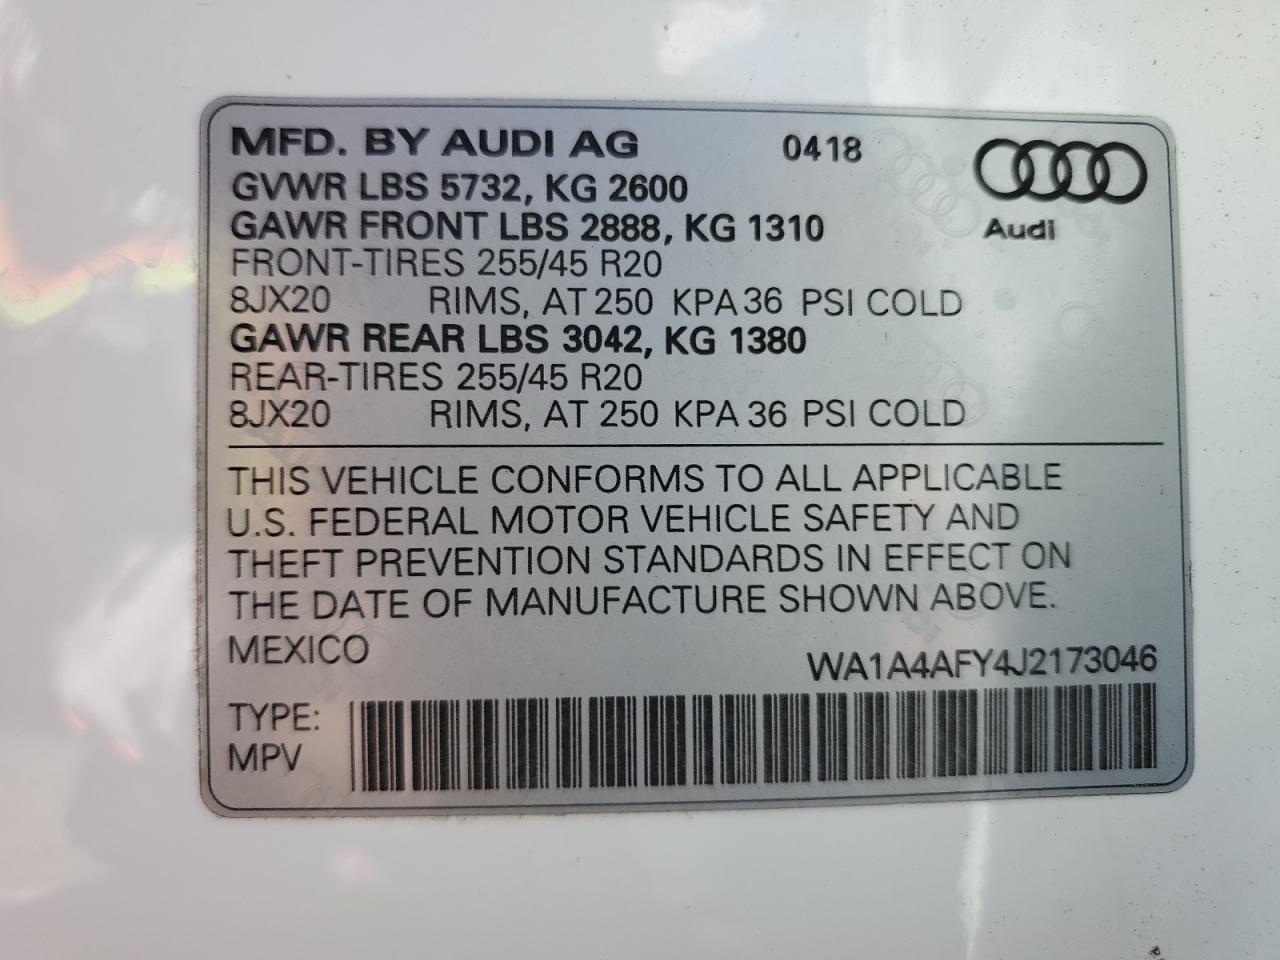 MFD. BY AUDI AG 0418
GVWR LBS 5732, KG 2600
GAWR FRONT LBS 2888, KG 1310
Audi
FRONT-TIRES 255/45 R20
8JX20 RIMS, AT 250 KPA 36 PSI COLD
GAWR REAR LBS 3042, KG 1380
REAR-TIRES 255/45 R20
8JX20 RIMS, AT 250 KPA 36 PSI COLD
THIS VEHICLE CONFORMS TO ALL APPLICABLE
U.S. FEDERAL MOTOR VEHICLE SAFETY AND
THEFT PREVENTION STANDARDS IN EFFECT ON
THE DATE OF MANUFACTURE SHOWN ABOVE.
MEXICO WA1A4AFY4J2173046
TYPE:
MPV